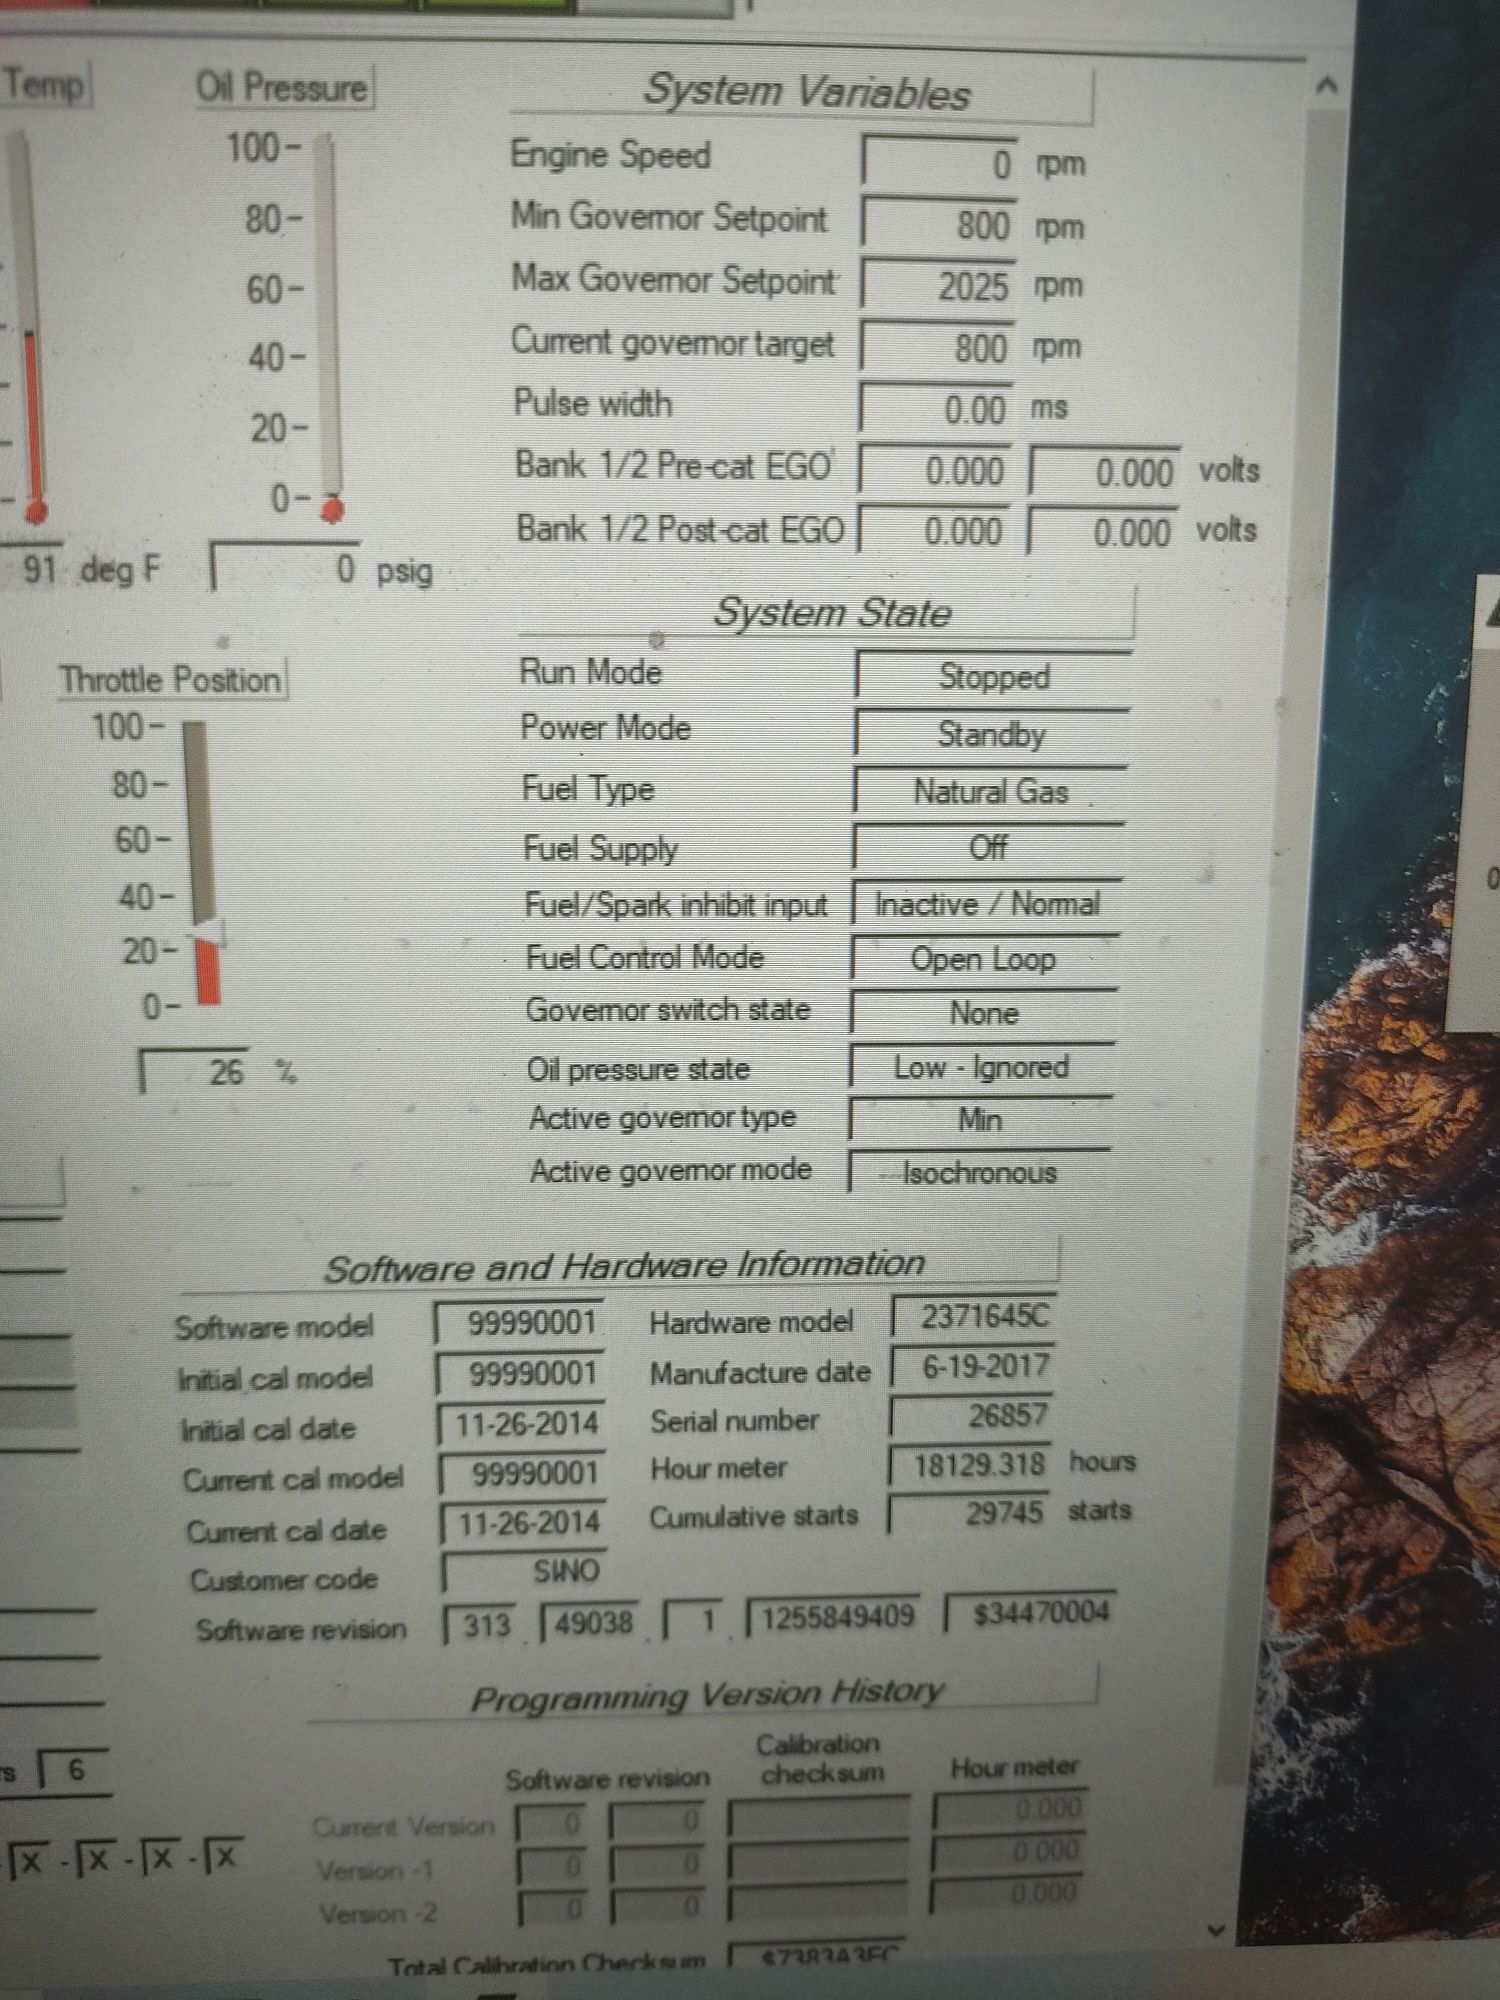 Temp
Oil Pressure
100
80
60
40
20
0
91 deg F
0 psig
System Variables
Engine Speed 0 rpm
Min Governor Setpoint 800 rpm
Max Governor Setpoint 2025 rpm
Current governor target 800 rpm
Pulse width 0.00 ms
Bank 1/2 Pre-cat EGO 0.000 0.000 volts
Bank 1/2 Post-cat EGO 0.000 0.000 volts
Throttle Position
100
80
60
40
20
0
26 %
System State
Run Mode Stopped
Power Mode Standby
Fuel Type Natural Gas
Fuel Supply Off
Fuel/Spark inhibit input Inactive / Normal
Fuel Control Mode Open Loop
Governor switch state None
Oil pressure state Low - Ignored
Active governor type Min
Active governor mode Isochronous
Software and Hardware Information
Software model 99990001 Hardware model 2371645C
Initial cal model 99990001 Manufacture date 6-19-2017
Initial cal date 11-26-2014 Serial number 26857
Current cal model 99990001 Hour meter 18129.318 hours
Current cal date 11-26-2014 Cumulative starts 29745 starts
Customer code SINO
Software revision 313 . 49038 . 1 . 1255849409 $34470004
s 6
X - X - X - X
Programming Version History
Software revision Calibration checksum Hour meter
Current Version 0 0 0.000
Version -1 0 0 0.000
Version -2 0 0 0.000
Total Calibration Checksum